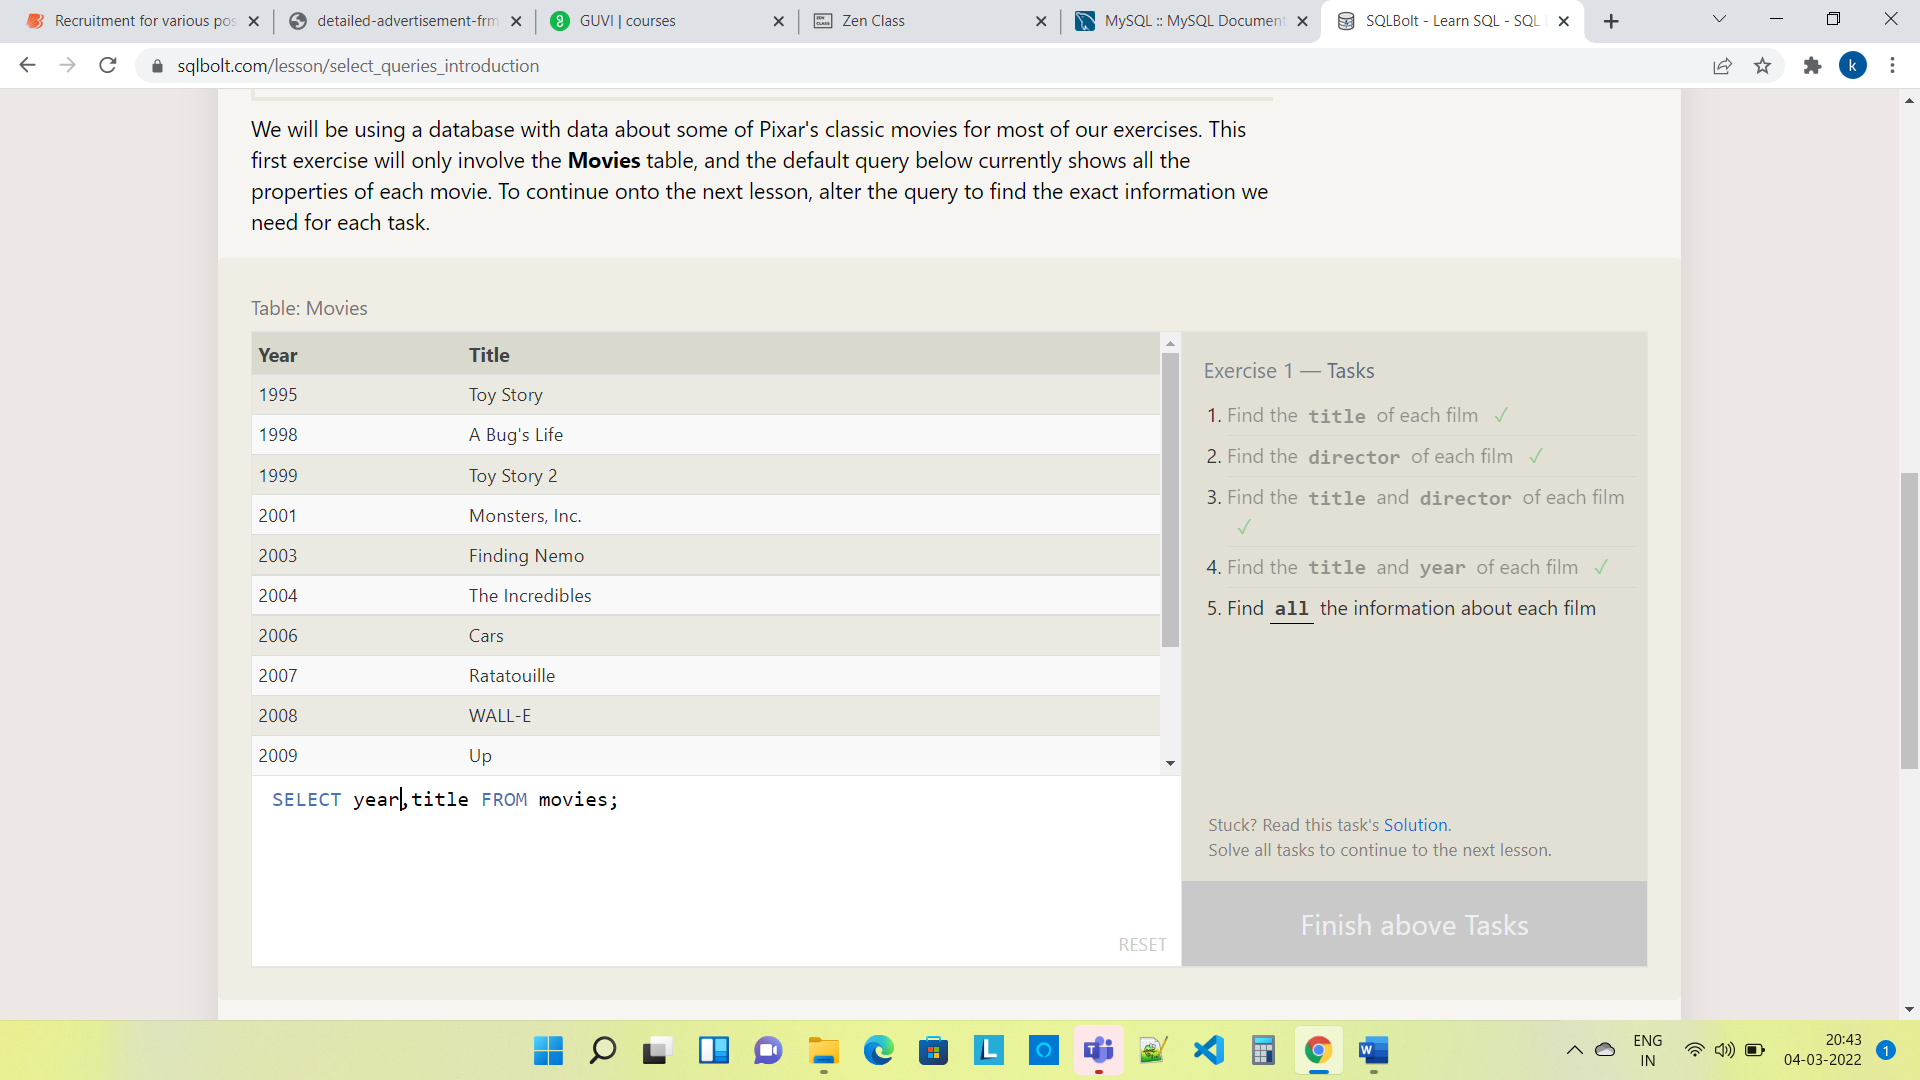 Recruitment for various pos
detailed-advertisement-frm
GUVI | courses
Zen Class
MySQL :: MySQL Document
SQLBolt - Learn SQL - SQL
sqlbolt.com/lesson/select_queries_introduction
k
We will be using a database with data about some of Pixar's classic movies for most of our exercises. This
first exercise will only involve the Movies table, and the default query below currently shows all the
properties of each movie. To continue onto the next lesson, alter the query to find the exact information we
need for each task.
Table: Movies
Year Title
1995 Toy Story
1998 A Bug's Life
1999 Toy Story 2
2001 Monsters, Inc.
2003 Finding Nemo
2004 The Incredibles
2006 Cars
2007 Ratatouille
2008 WALL-E
2009 Up
SELECT year,title FROM movies;
RESET
Exercise 1 — Tasks
1. Find the title of each film ✓
2. Find the director of each film ✓
3. Find the title and director of each film
✓
4. Find the title and year of each film ✓
5. Find all the information about each film
Stuck? Read this task's Solution.
Solve all tasks to continue to the next lesson.
Finish above Tasks
ENG
IN
20:43
04-03-2022
1